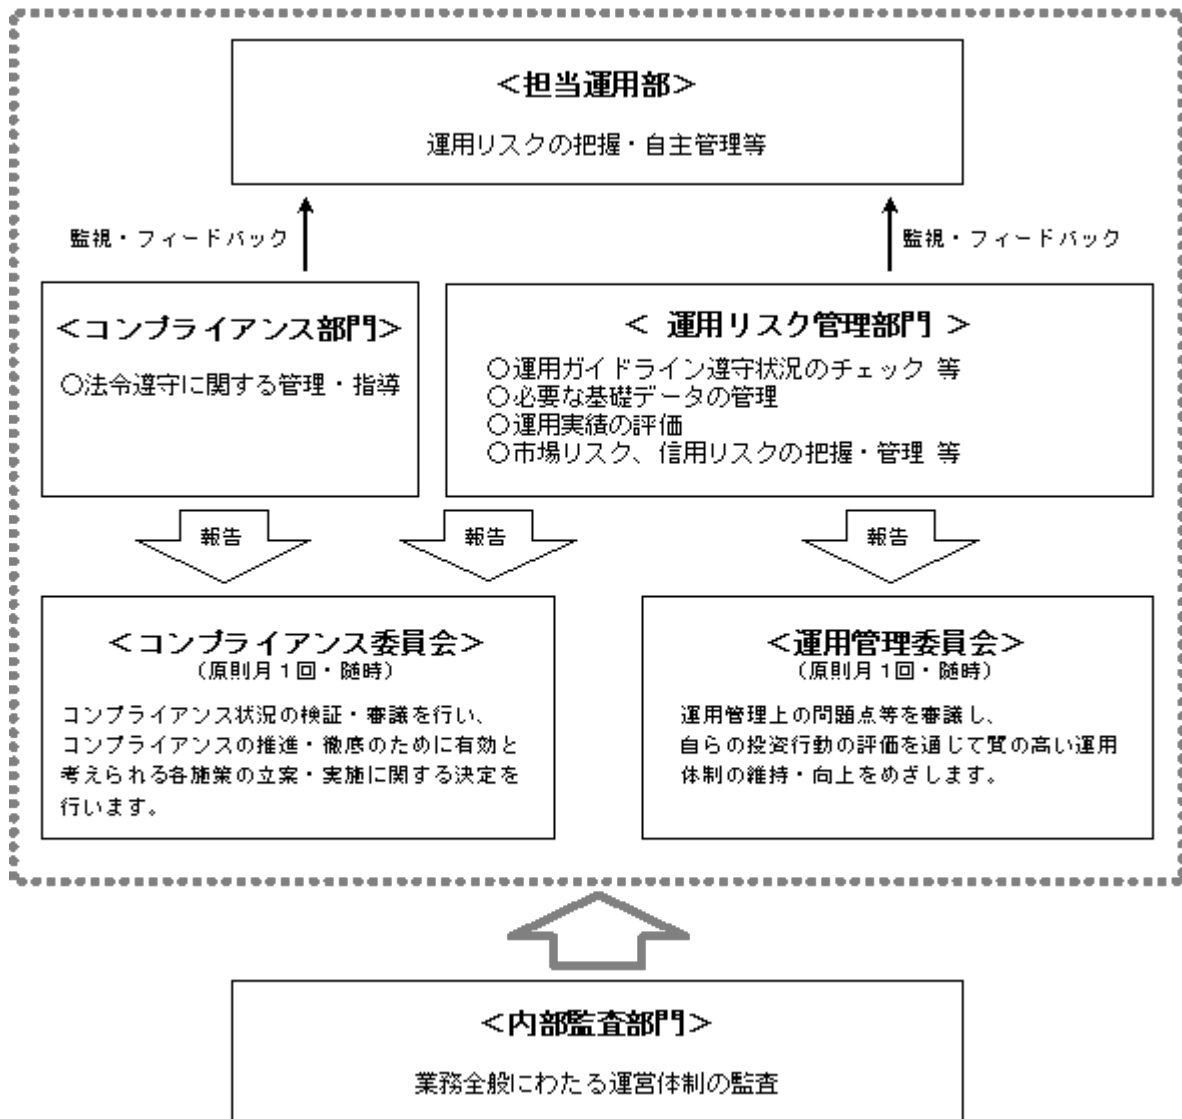 ＜担当運用部＞
運用リスクの把握・自主管理等
監視・フィードバック
監視・フィードバック
＜コンプライアンス部門＞
○法令遵守に関する管理・指導
＜ 運用リスク管理部門 ＞
○運用ガイドライン遵守状況のチェック 等
○必要な基礎データの管理
○運用実績の評価
○市場リスク、信用リスクの把握・管理 等
報告
報告
報告
＜コンプライアンス委員会＞
（原則月１回・随時）
コンプライアンス状況の検証・審議を行い、
コンプライアンスの推進・徹底のために有効と
考えられる各施策の立案・実施に関する決定を
行います。
＜運用管理委員会＞
（原則月１回・随時）
運用管理上の問題点等を審議し、
自らの投資行動の評価を通じて質の高い運用
体制の維持・向上をめざします。
＜内部監査部門＞
業務全般にわたる運営体制の監査